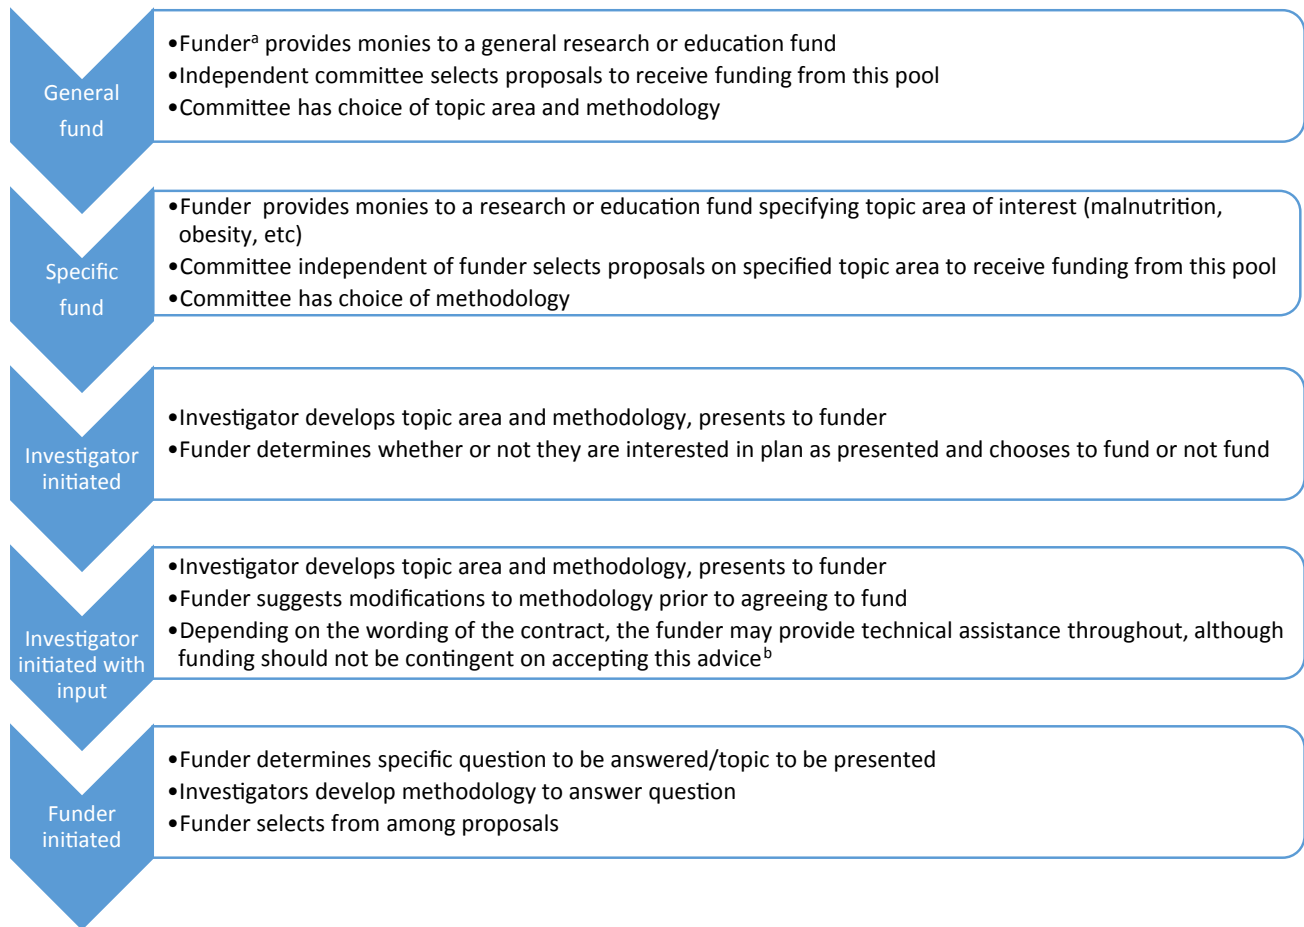 General
fund
•Funderᵃ provides monies to a general research or education fund
•Independent committee selects proposals to receive funding from this pool
•Committee has choice of topic area and methodology
Specific
fund
•Funder provides monies to a research or education fund specifying topic area of interest (malnutrition,
obesity, etc)
•Committee independent of funder selects proposals on specified topic area to receive funding from this pool
•Committee has choice of methodology
Investigator
initiated
•Investigator develops topic area and methodology, presents to funder
•Funder determines whether or not they are interested in plan as presented and chooses to fund or not fund
Investigator
initiated with
input
•Investigator develops topic area and methodology, presents to funder
•Funder suggests modifications to methodology prior to agreeing to fund
•Depending on the wording of the contract, the funder may provide technical assistance throughout, although
funding should not be contingent on accepting this adviceᵇ
Funder
initiated
•Funder determines specific question to be answered/topic to be presented
•Investigators develop methodology to answer question
•Funder selects from among proposals